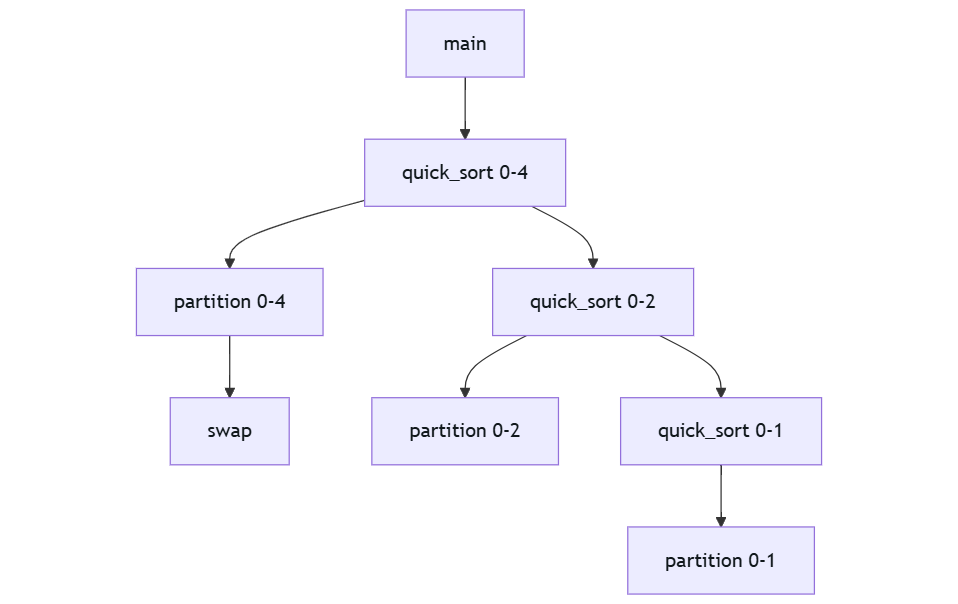 main
quick_sort 0-4
partition 0-4
quick_sort 0-2
swap
partition 0-2
quick_sort 0-1
partition 0-1